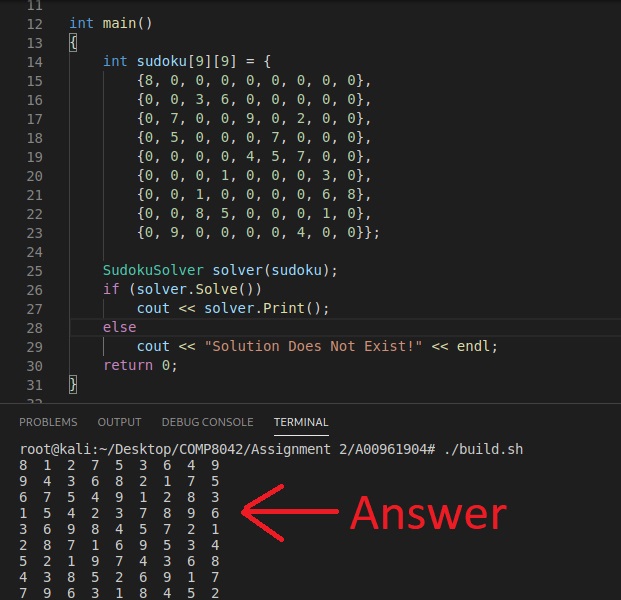 11
12 int main()
13 {
14 int sudoku[9][9] = {
15 {8, 0, 0, 0, 0, 0, 0, 0, 0},
16 {0, 0, 3, 6, 0, 0, 0, 0, 0},
17 {0, 7, 0, 0, 9, 0, 2, 0, 0},
18 {0, 5, 0, 0, 0, 7, 0, 0, 0},
19 {0, 0, 0, 0, 4, 5, 7, 0, 0},
20 {0, 0, 0, 1, 0, 0, 0, 3, 0},
21 {0, 0, 1, 0, 0, 0, 0, 6, 8},
22 {0, 0, 8, 5, 0, 0, 0, 1, 0},
23 {0, 9, 0, 0, 0, 0, 4, 0, 0}};
24
25 SudokuSolver solver(sudoku);
26 if (solver.Solve())
27 cout << solver.Print();
28 else
29 cout << "Solution Does Not Exist!" << endl;
30 return 0;
31 }
32
PROBLEMS OUTPUT DEBUG CONSOLE TERMINAL
root@kali:~/Desktop/COMP8042/Assignment 2/A00961904# ./build.sh
8 1 2 7 5 3 6 4 9
9 4 3 6 8 2 1 7 5
6 7 5 4 9 1 2 8 3
1 5 4 2 3 7 8 9 6
3 6 9 8 4 5 7 2 1
2 8 7 1 6 9 5 3 4
5 2 1 9 7 4 3 6 8
4 3 8 5 2 6 9 1 7
7 9 6 3 1 8 4 5 2
Answer